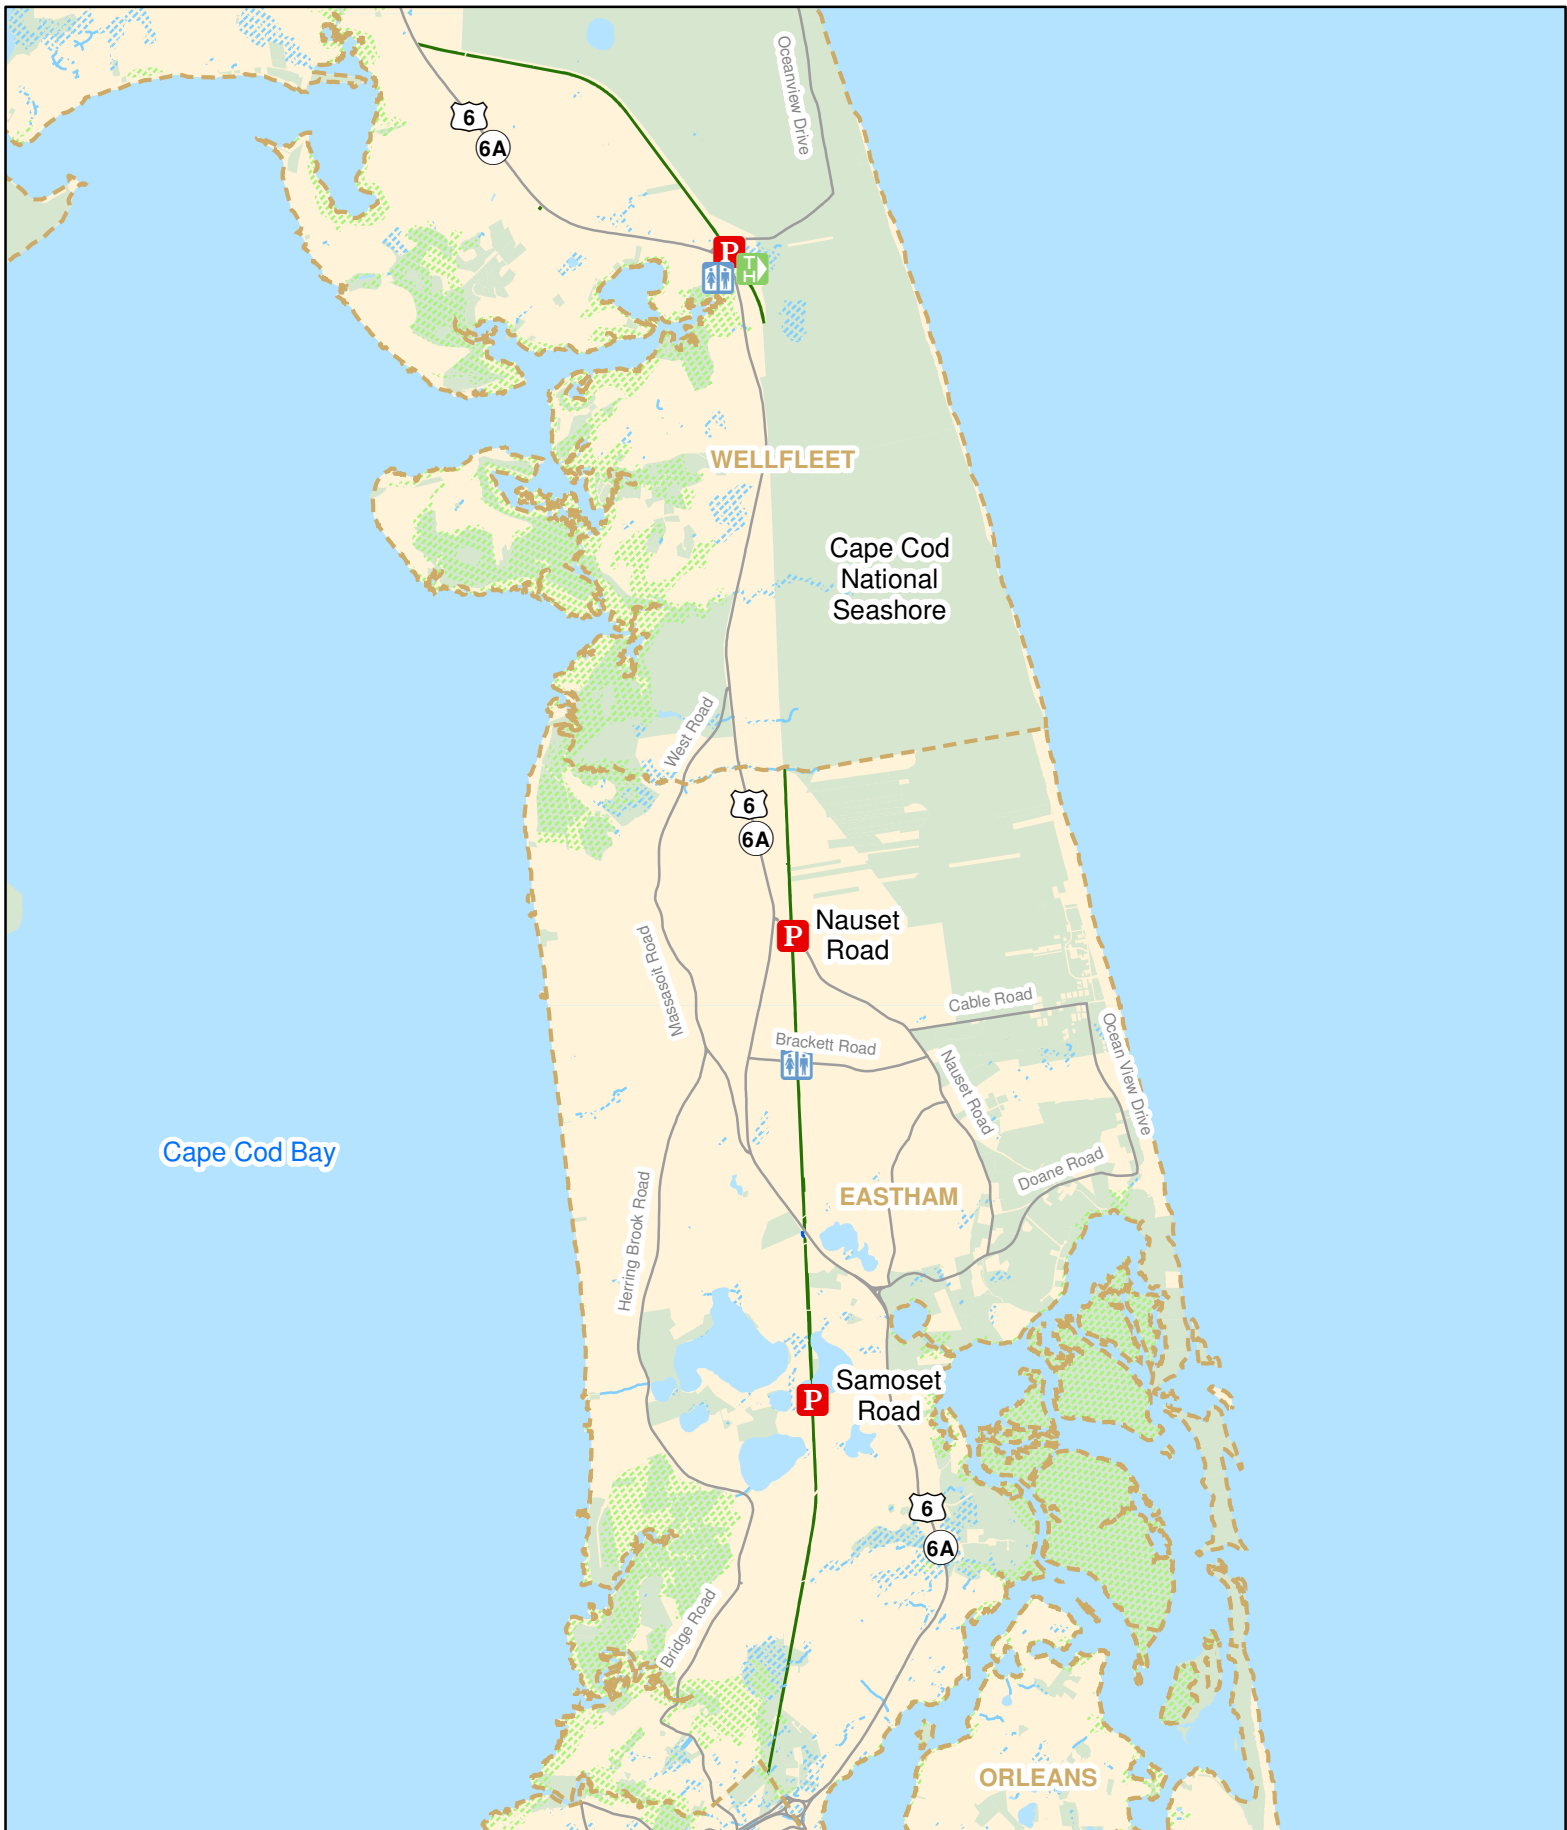 Oceanview Drive
6
6A
P
T
H
WELLFLEET
Cape Cod
National
Seashore
West Road
6
6A
Nauset
Road
P
Massasoit Road
Cable Road
Ocean View Drive
Brackett Road
Nauset Road
Cape Cod Bay
Doane Road
EASTHAM
Herring Brook Road
Samoset
Road
P
6
6A
Bridge Road
ORLEANS